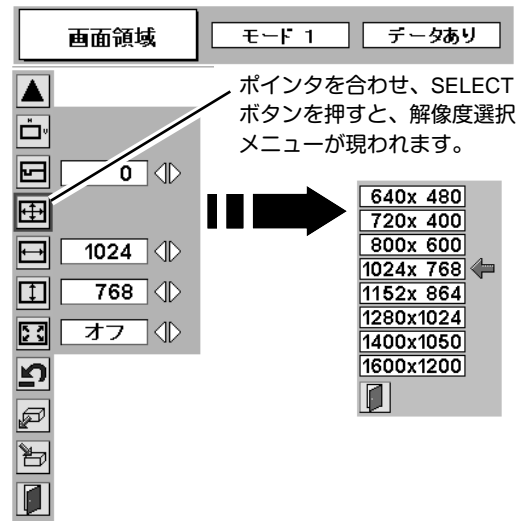 画面領域 モード 1 データあり
ポインタを合わせ、SELECT
ボタンを押すと、解像度選択
メニューが現われます。
H
V
0
1024
768
オフ
640x 480
720x 400
800x 600
1024x 768
1152x 864
1280x1024
1400x1050
1600x1200